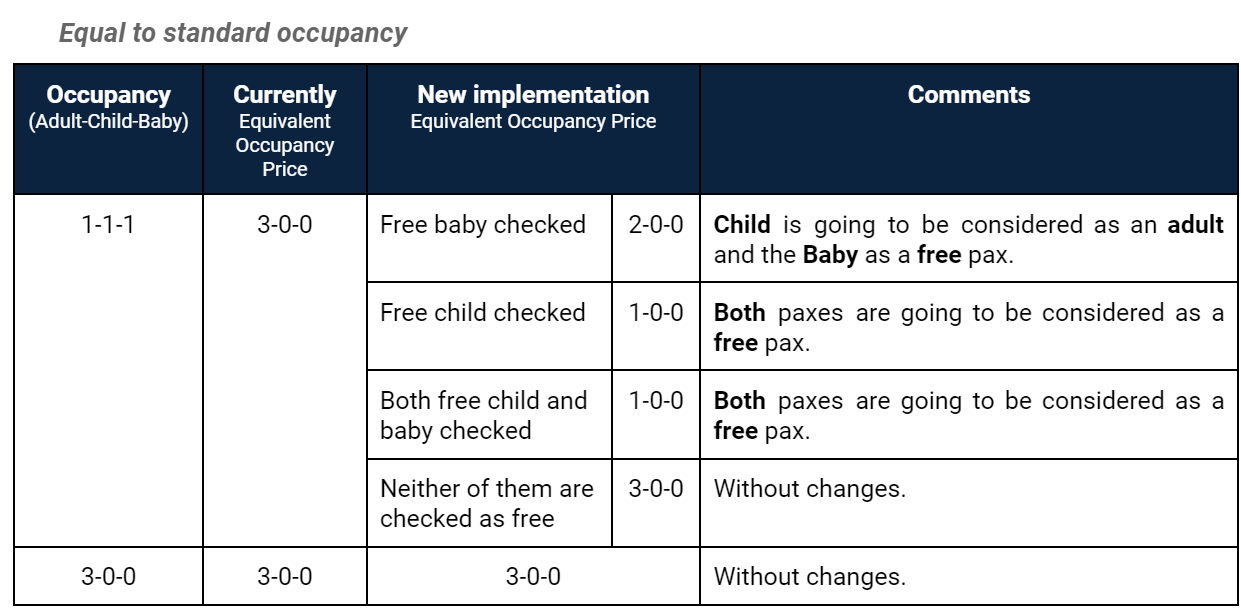 Equal to standard occupancy
Occupancy
(Adult-Child-Baby)
Currently
Equivalent
Occupancy
Price
New implementation
Equivalent Occupancy Price
Comments
1-1-1
3-0-0
Free baby checked
2-0-0
Child is going to be considered as an adult
and the Baby as a free pax.
Free child checked
1-0-0
Both paxes are going to be considered as a
free pax.
Both free child and
baby checked
1-0-0
Both paxes are going to be considered as a
free pax.
Neither of them are
checked as free
3-0-0
Without changes.
3-0-0
3-0-0
3-0-0
Without changes.